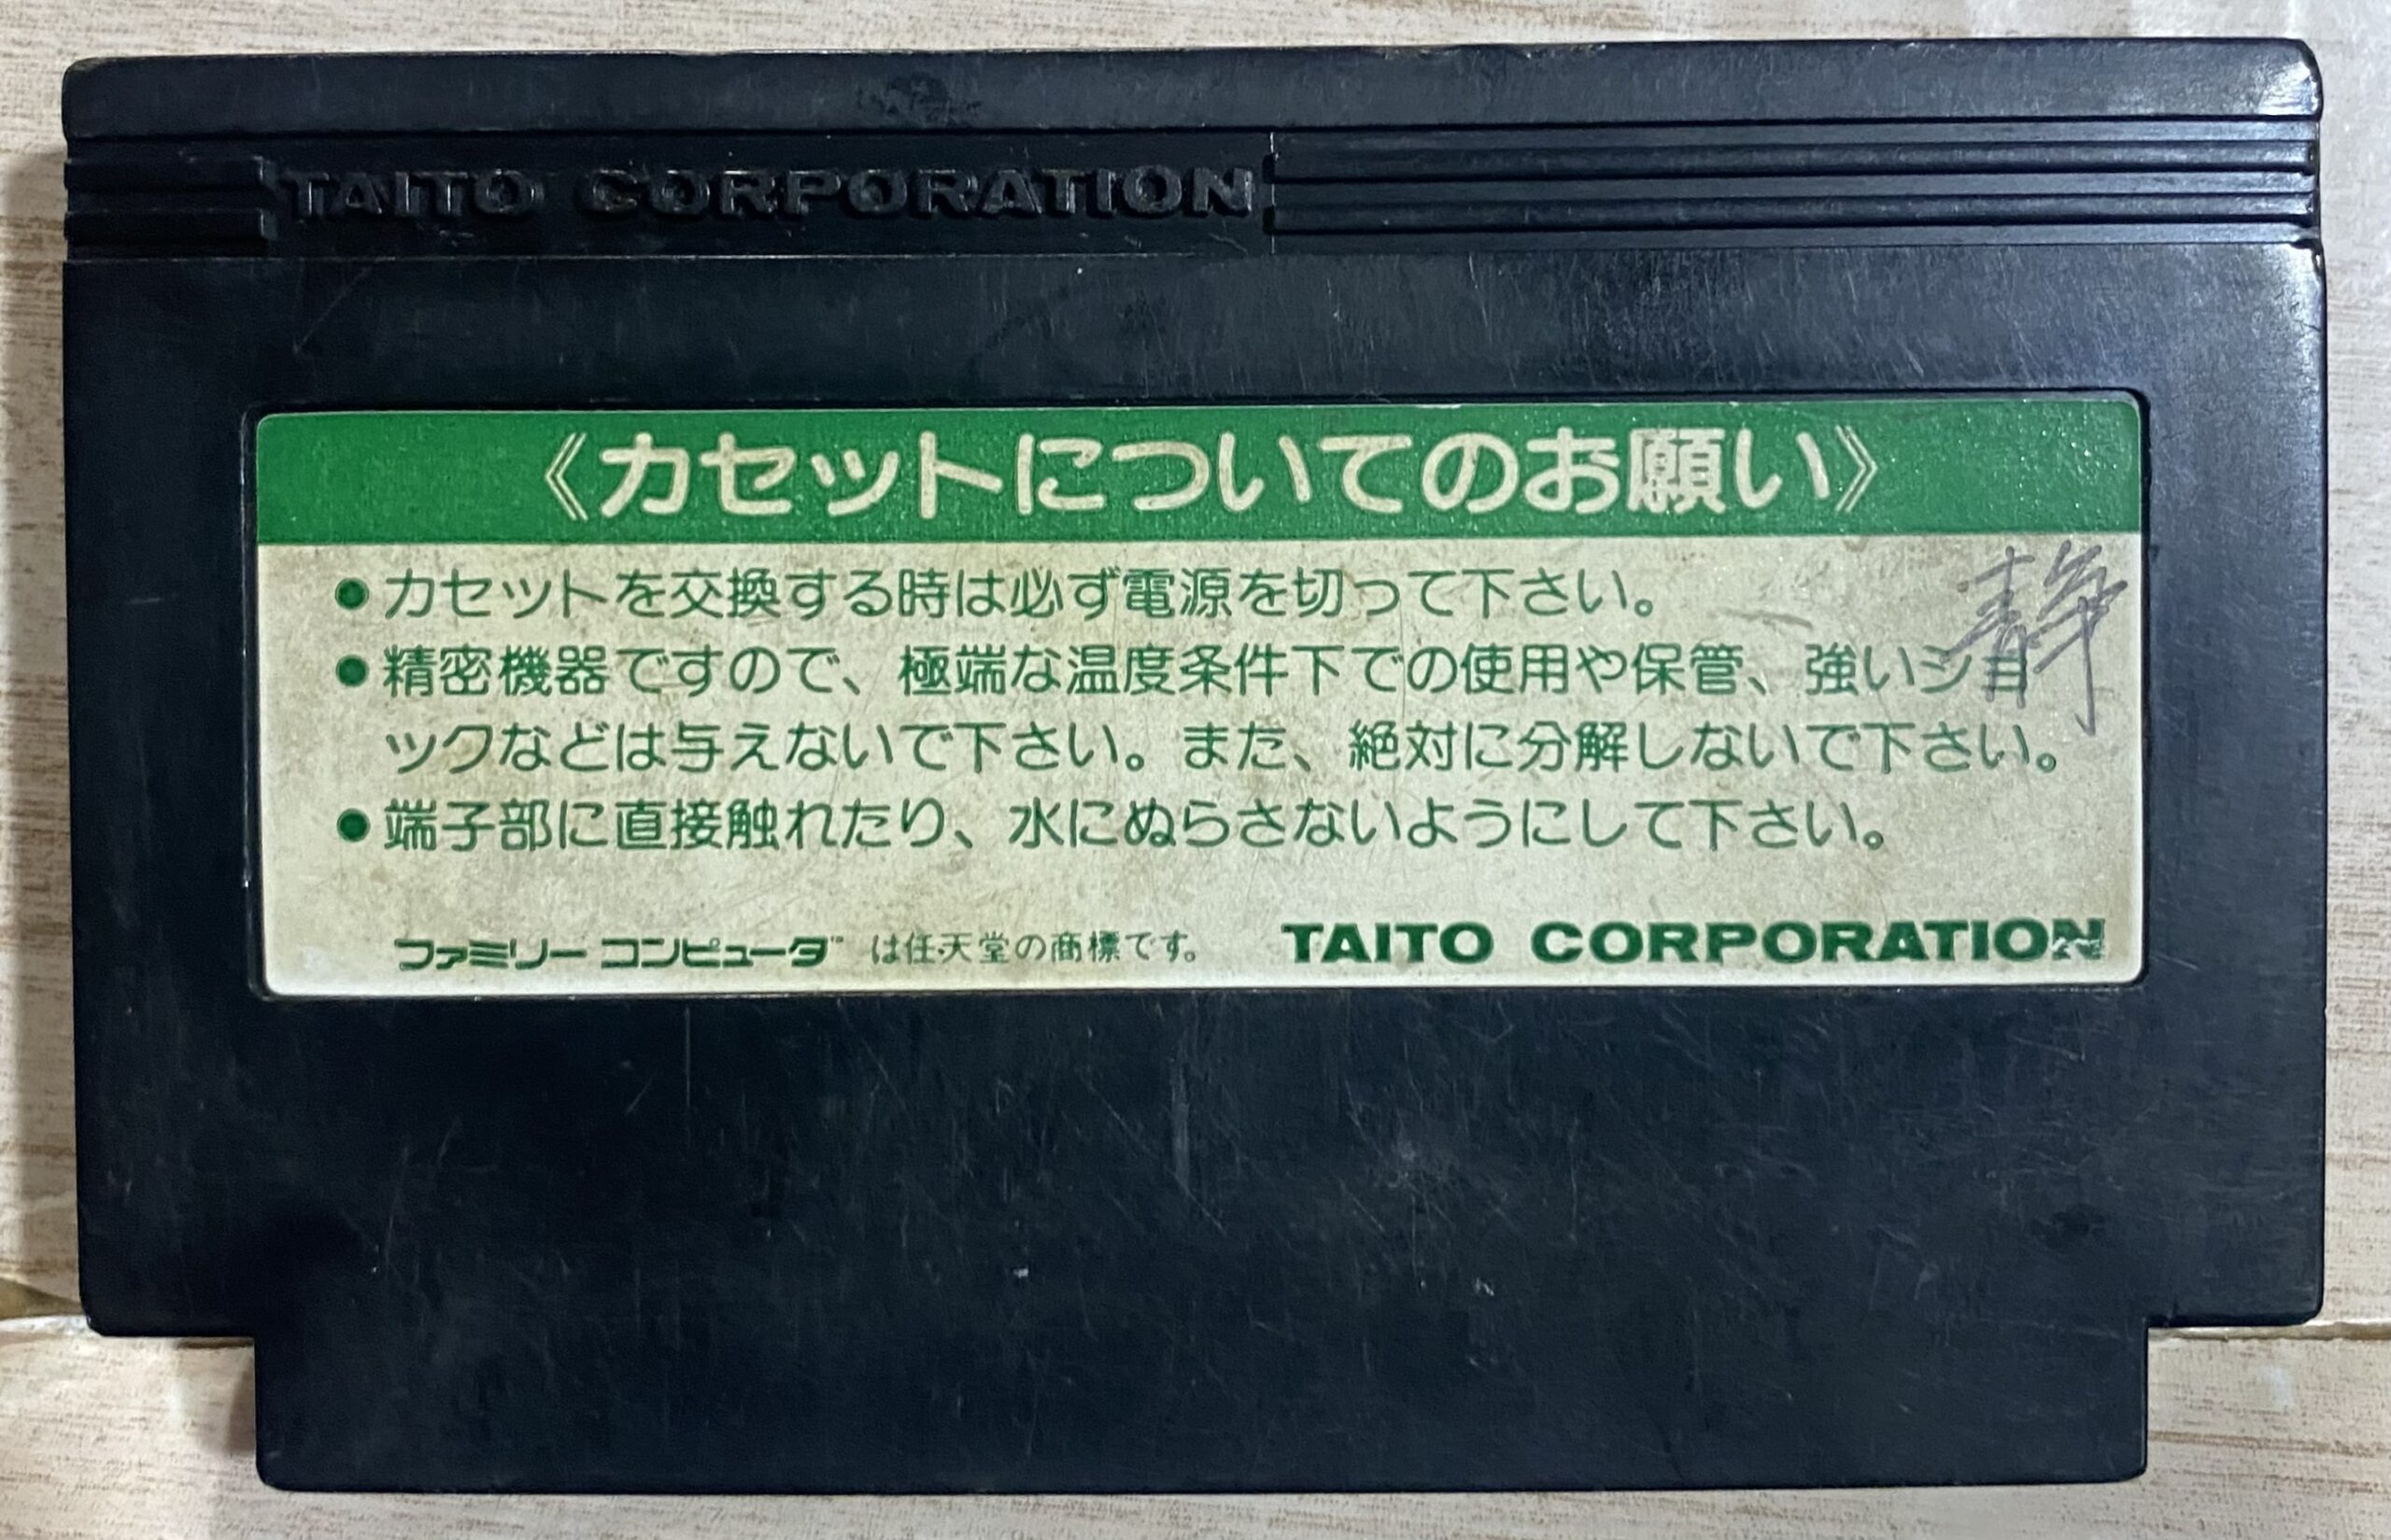 TAITO CORPORATION
《カセットについてのお願い》
●カセットを交換する時は必ず電源を切って下さい。
●精密機器ですので、極端な温度条件下での使用や保管、強いショ
ックなどは与えないで下さい。また、絶対に分解しないで下さい。
●端子部に直接触れたり、水にぬらさないようにして下さい。
静
ファミリーコンピュータ™ は任天堂の商標です。 TAITO CORPORATION